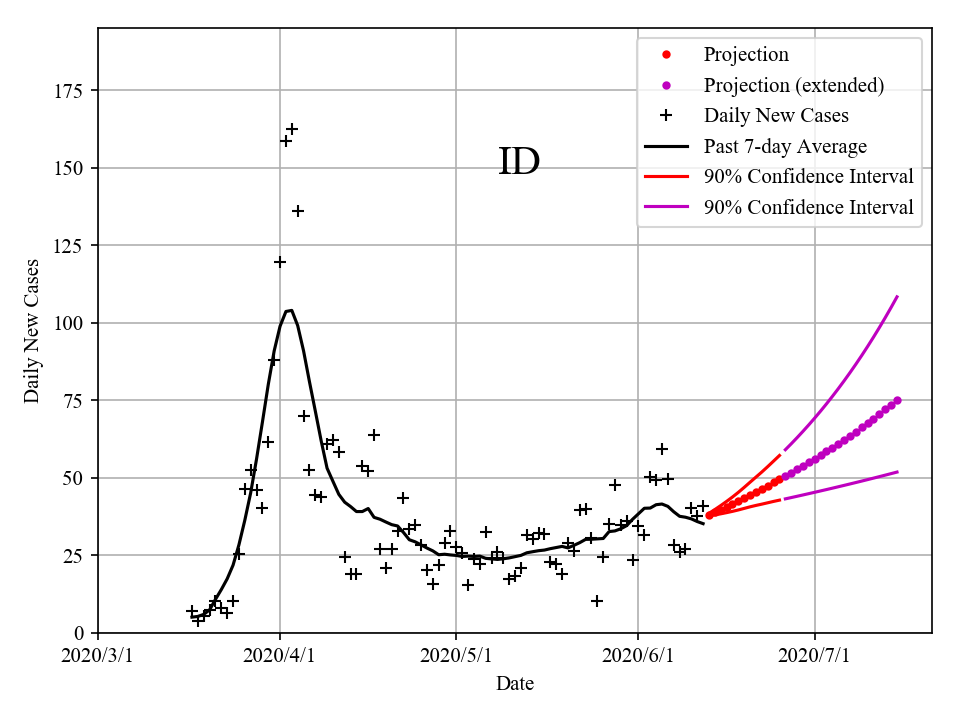 Projection
Projection (extended)
Daily New Cases
Past 7-day Average
90% Confidence Interval
90% Confidence Interval
ID
175
150
125
100
75
50
25
0
Daily New Cases
2020/3/1
2020/4/1
2020/5/1
2020/6/1
2020/7/1
Date